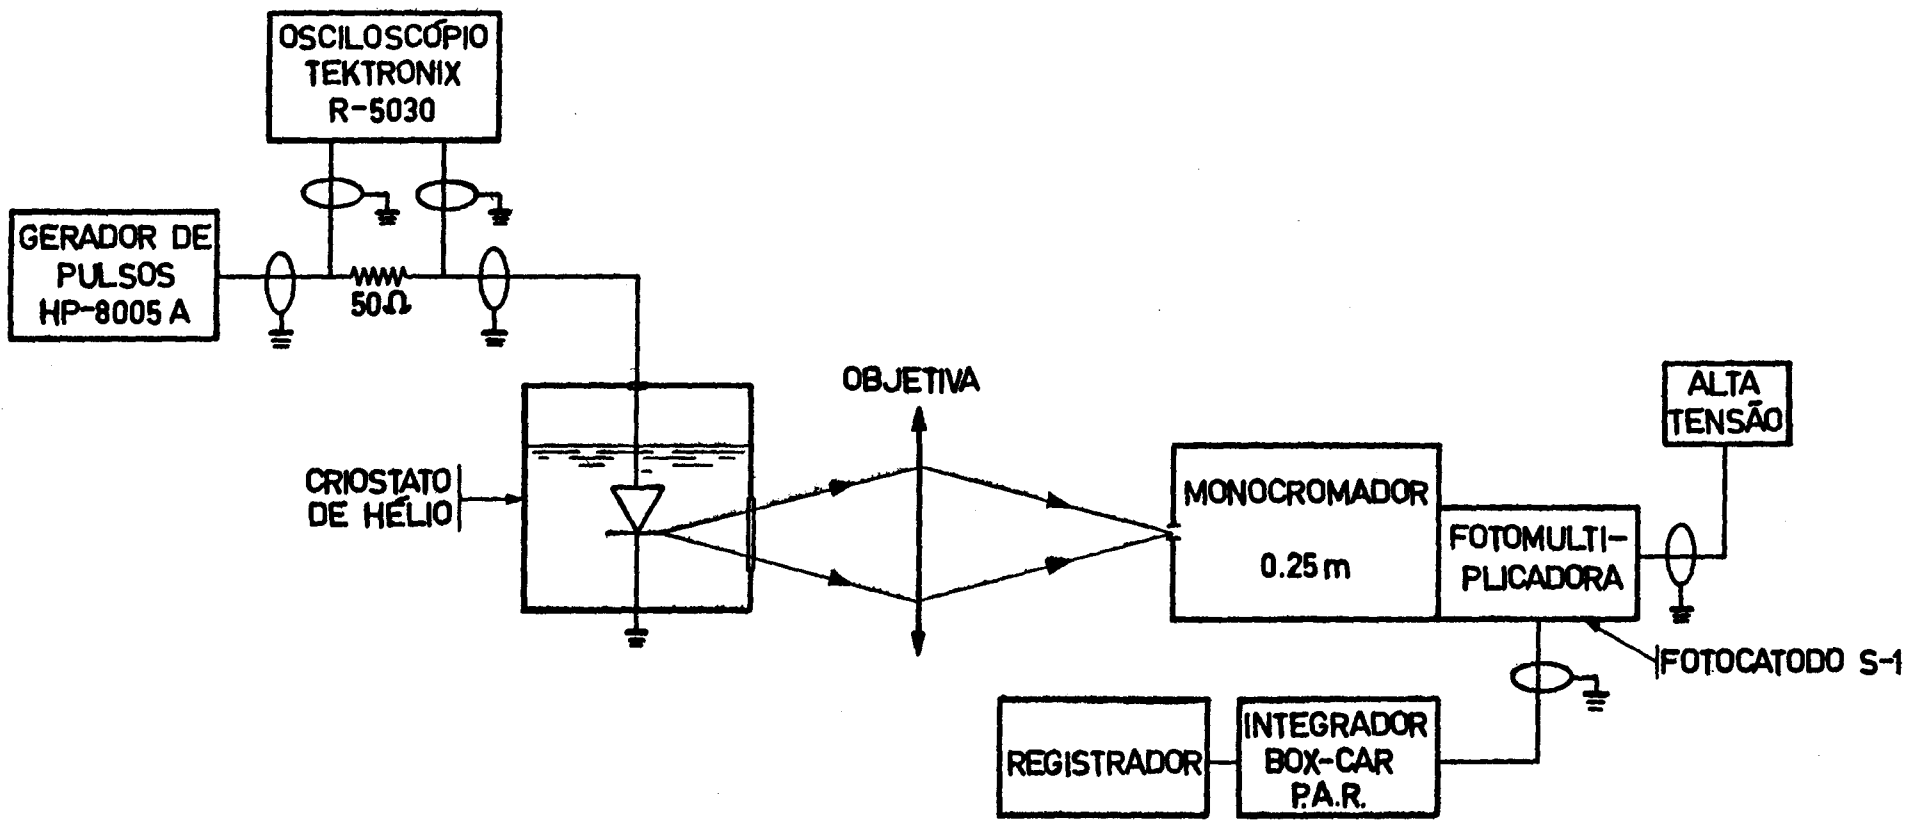 OSCILOSCÓPIO
TEKTRONIX
R-5030
GERADOR DE
PULSOS
HP-8005 A
50Ω
CRIOSTATO
DE HÉLIO
OBJETIVA
MONOCROMADOR
0.25 m
FOTOMULTI-
PLICADORA
ALTA
TENSÃO
FOTOCATODO S-1
REGISTRADOR
INTEGRADOR
BOX-CAR
P.A.R.